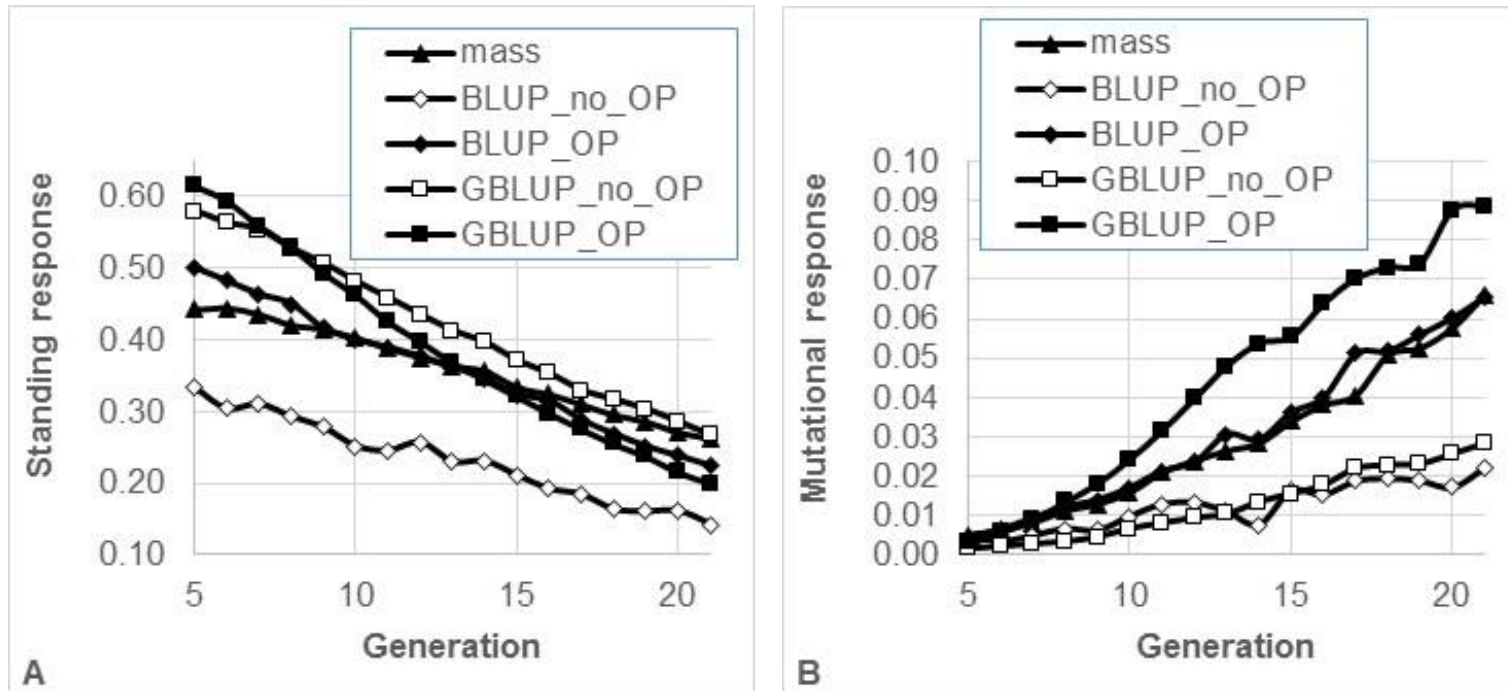 mass
BLUP_no_OP
BLUP_OP
GBLUP_no_OP
GBLUP_OP
Standing response
0.60
0.50
0.40
0.30
0.20
0.10
5 10 15 20
Generation
A
mass
BLUP_no_OP
BLUP_OP
GBLUP_no_OP
GBLUP_OP
Mutational response
0.10
0.09
0.08
0.07
0.06
0.05
0.04
0.03
0.02
0.01
0.00
5 10 15 20
Generation
B